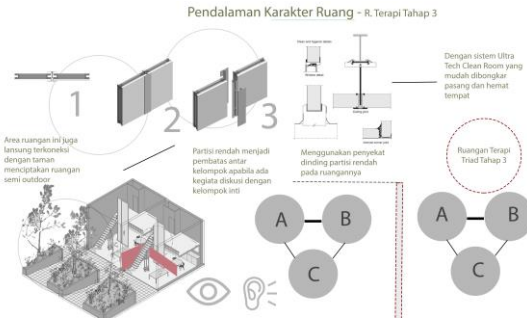 Pendalaman Karakter Ruang - R. Terapi Tahap 3
1
2
3
Dengan sistem Ultra
Tech Clean Room yang
mudah dibongkar
pasang dan hemat
tempat
Area ruangan ini juga
lansung terkoneksi
dengan taman
menciptakan ruangan
semi outdoor
Partisi rendah menjadi
pembatas antar
kelompok apabila ada
kegiata diskusi dengan
kelompok inti
Menggunakan penyekat
dinding partisi rendah
pada ruangannya
Ruangan Terapi
Triad Tahap 3
A
B
C
A
B
C